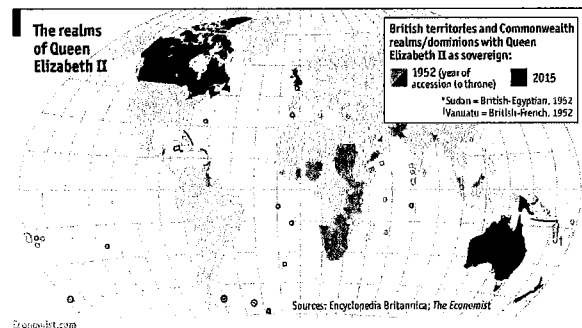 The realms
of Queen
Elizabeth II
British territories and Commonwealth
realms/dominions with Queen
Elizabeth II as sovereign:
1952 (year of
accession to throne)
2015
*Sudan = British-Egyptian, 1952
†Vanuatu = British-French, 1952
Sources: Encyclopedia Britannica; The Economist
Economist.com